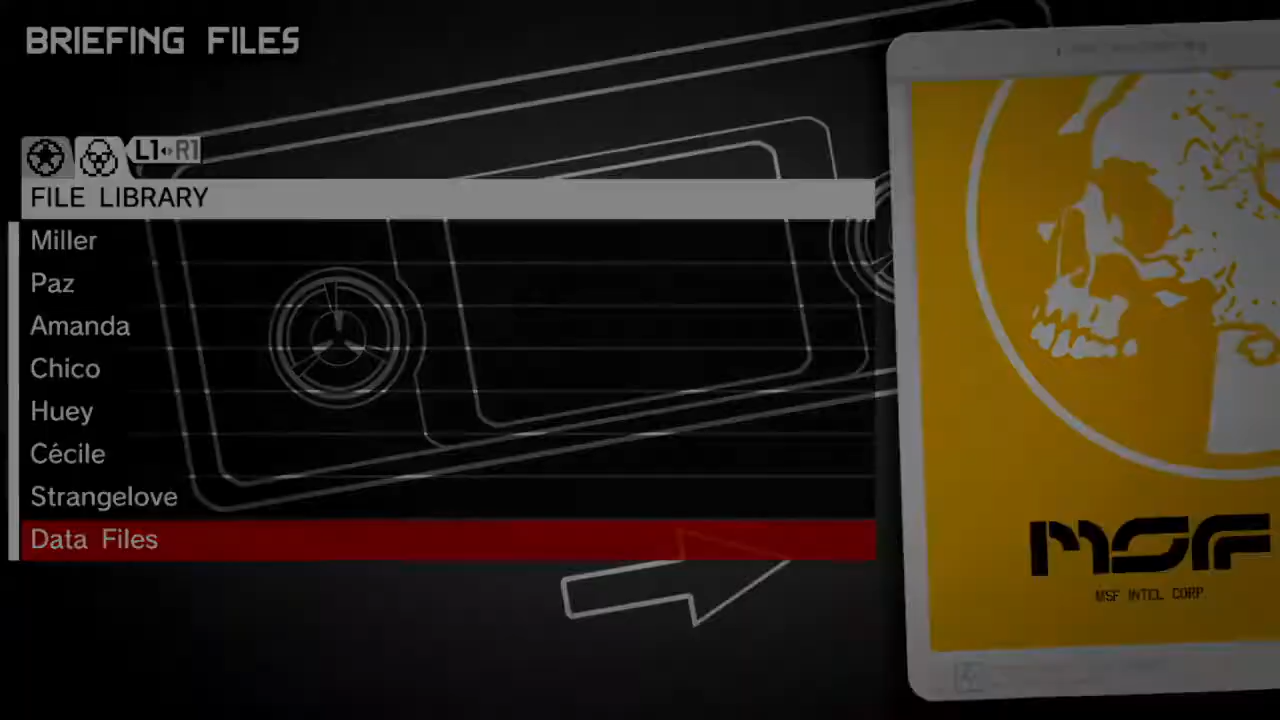 BRIEFING FILES
L1 R1
FILE LIBRARY
Miller
Paz
Amanda
Chico
Huey
Cécile
Strangelove
Data Files
MSF
MSF INTEL CORP.